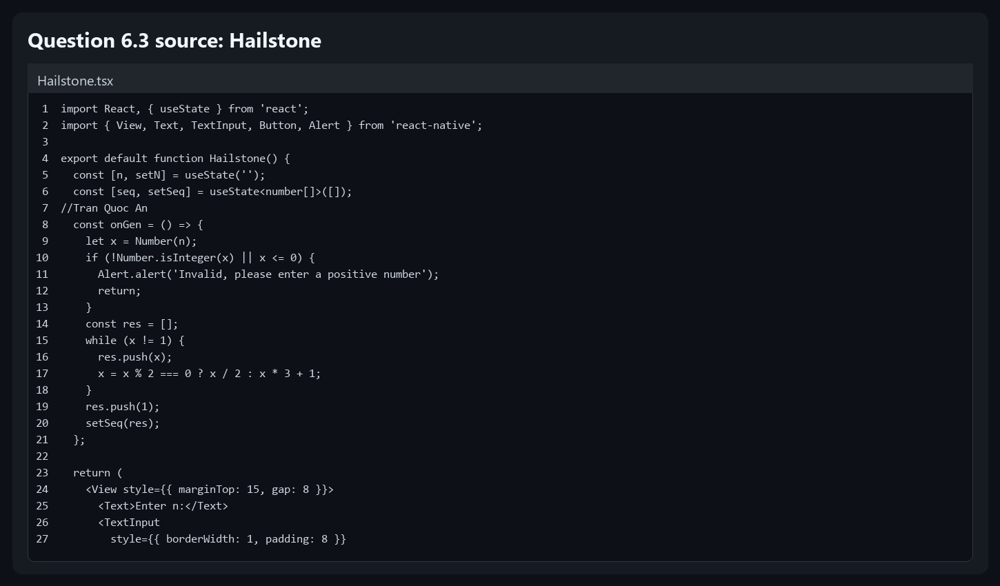 Question 6.3 source: Hailstone
Hailstone.tsx
1 import React, { useState } from 'react';
2 import { View, Text, TextInput, Button, Alert } from 'react-native';
3
4 export default function Hailstone() {
5   const [n, setN] = useState('');
6   const [seq, setSeq] = useState<number[]>([]);
7 //Tran Quoc An
8   const onGen = () => {
9     let x = Number(n);
10     if (!Number.isInteger(x) || x <= 0) {
11       Alert.alert('Invalid, please enter a positive number');
12       return;
13     }
14     const res = [];
15     while (x != 1) {
16       res.push(x);
17       x = x % 2 === 0 ? x / 2 : x * 3 + 1;
18     }
19     res.push(1);
20     setSeq(res);
21   };
22
23   return (
24     <View style={{ marginTop: 15, gap: 8 }}>
25       <Text>Enter n:</Text>
26       <TextInput
27         style={{ borderWidth: 1, padding: 8 }}